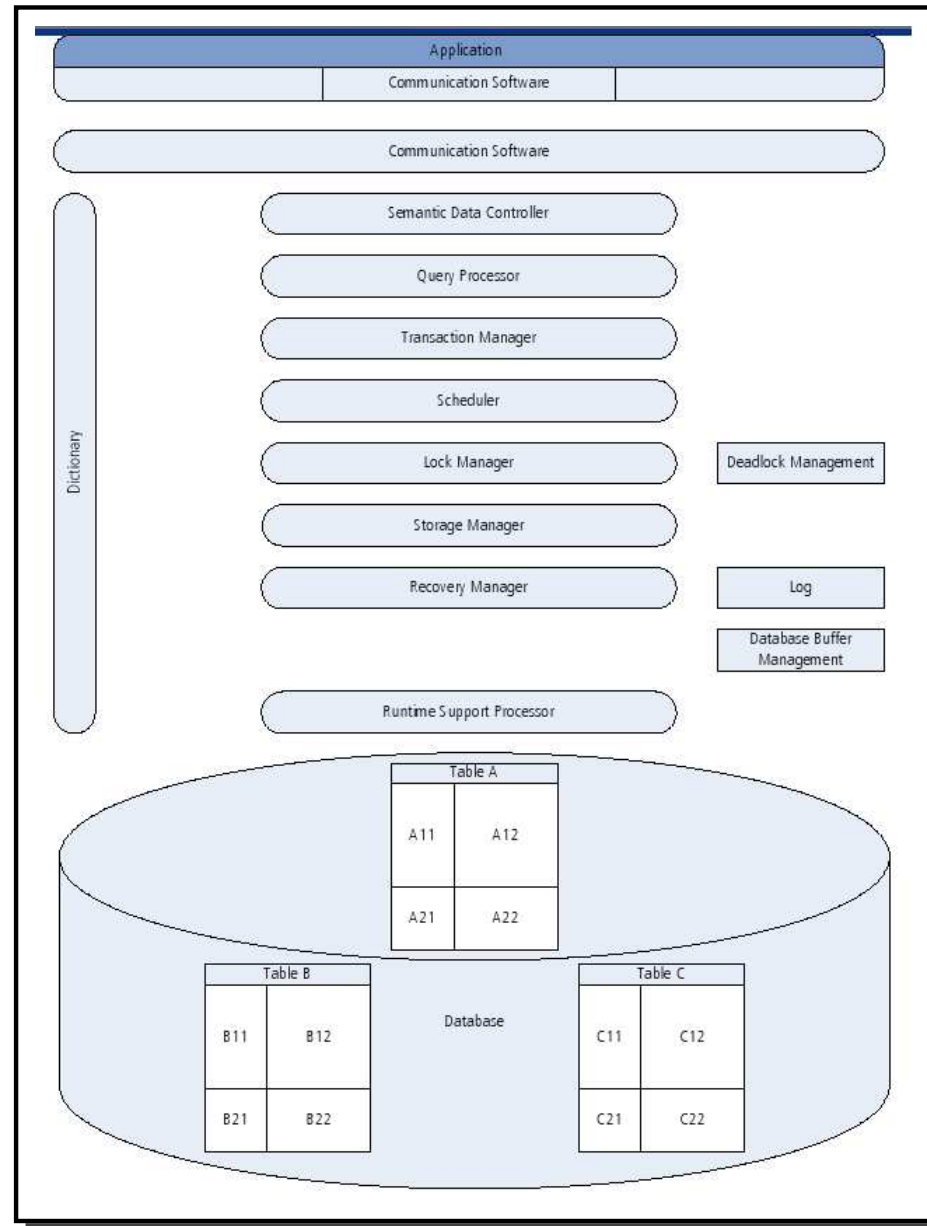 Application
Communication Software
Communication Software
Semantic Data Controller
Query Processor
Transaction Manager
Scheduler
Dictionary
Lock Manager
Deadlock Management
Storage Manager
Recovery Manager
Log
Database Buffer
Management
Runtime Support Processor
Table A
A11 A12
A21 A22
Table B
B11 B12
B21 B22
Database
Table C
C11 C12
C21 C22